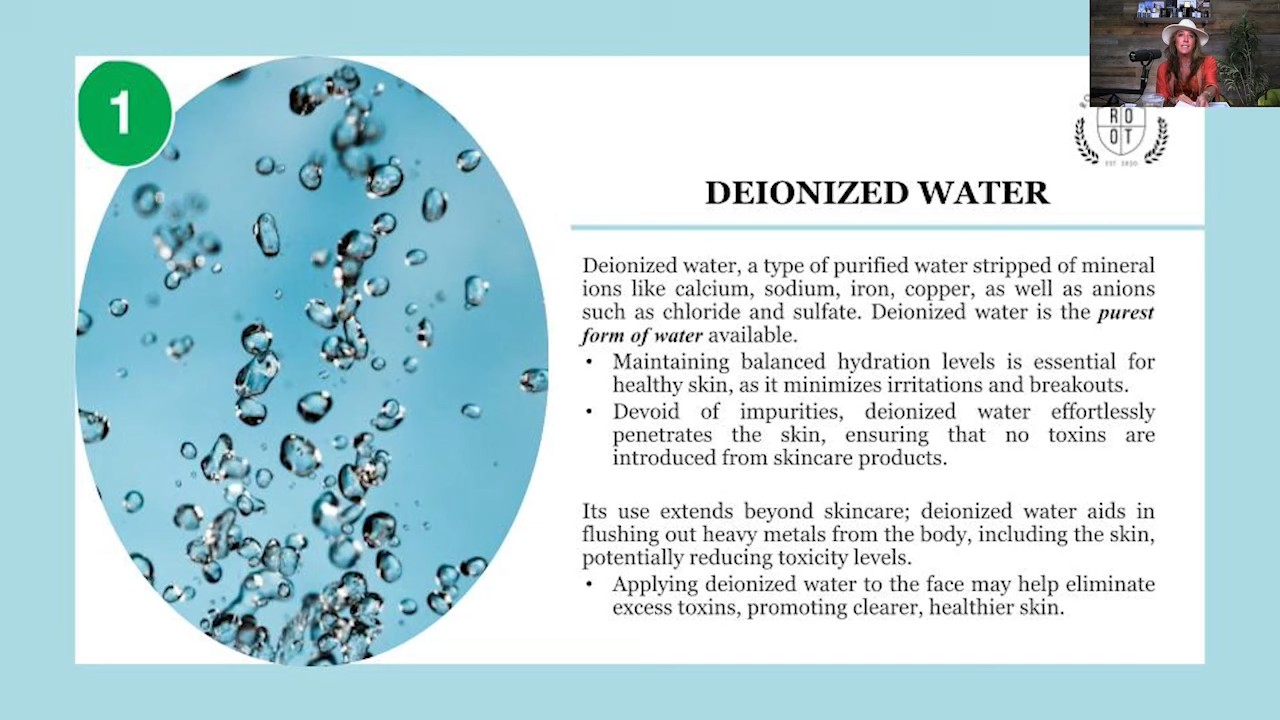 1
RO
OT
EST 2020
DEIONIZED WATER
Deionized water, a type of purified water stripped of mineral
ions like calcium, sodium, iron, copper, as well as anions
such as chloride and sulfate. Deionized water is the purest
form of water available.
• Maintaining balanced hydration levels is essential for
healthy skin, as it minimizes irritations and breakouts.
• Devoid of impurities, deionized water effortlessly
penetrates the skin, ensuring that no toxins are
introduced from skincare products.
Its use extends beyond skincare; deionized water aids in
flushing out heavy metals from the body, including the skin,
potentially reducing toxicity levels.
• Applying deionized water to the face may help eliminate
excess toxins, promoting clearer, healthier skin.